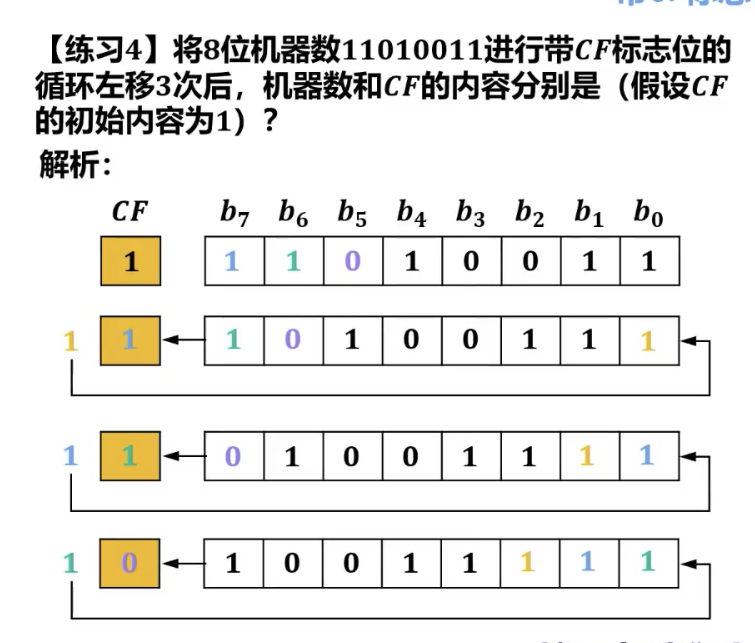 【练习4】将8位机器数11010011进行带CF标志位的
循环左移3次后，机器数和CF的内容分别是（假设CF
的初始内容为1）？
解析：
CF b₇ b₆ b₅ b₄ b₃ b₂ b₁ b₀
1 1 1 0 1 0 0 1 1
1 1 1 0 1 0 0 1 1 1
1 1 0 1 0 0 1 1 1 1
1 0 1 0 0 1 1 1 1 1